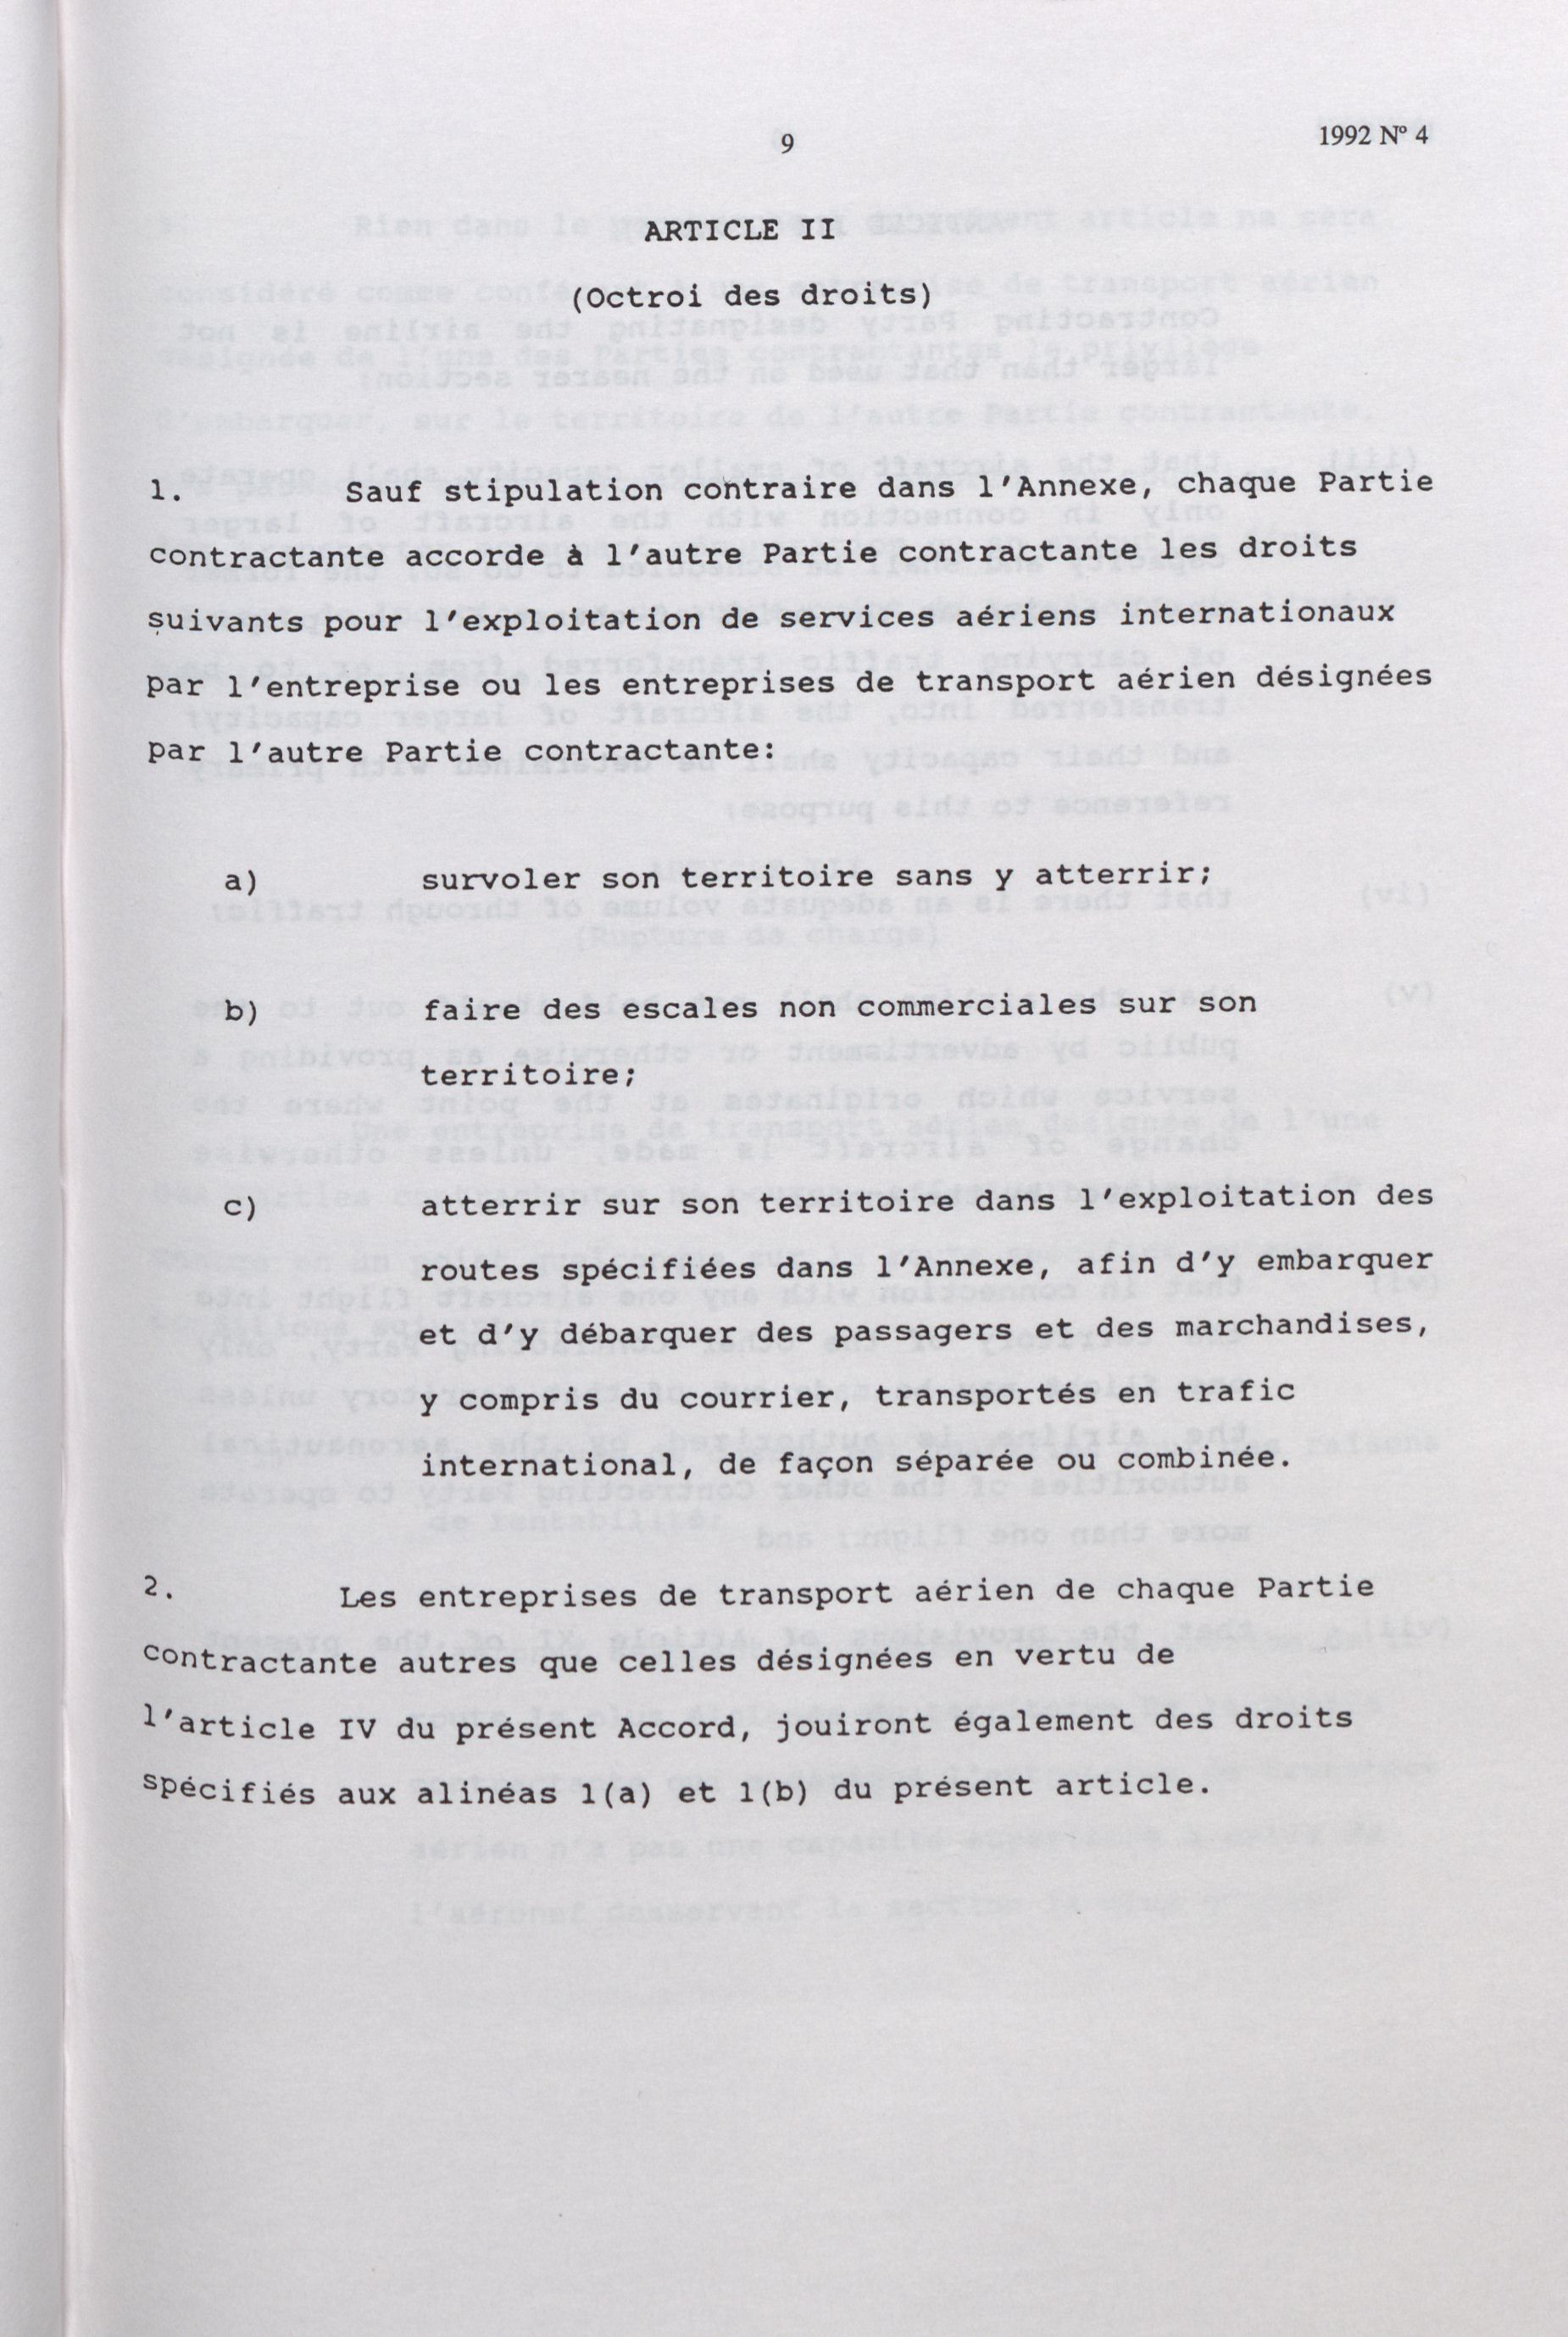 9
1992 Nº 4
ARTICLE II
(Octroi des droits)
1. Sauf stipulation contraire dans l'Annexe, chaque Partie
contractante accorde à l'autre Partie contractante les droits
suivants pour l'exploitation de services aériens internationaux
par l'entreprise ou les entreprises de transport aérien désignées
par l'autre Partie contractante:
a) survoler son territoire sans y atterrir;
b) faire des escales non commerciales sur son
territoire;
c) atterrir sur son territoire dans l'exploitation des
routes spécifiées dans l'Annexe, afin d'y embarquer
et d'y débarquer des passagers et des marchandises,
y compris du courrier, transportés en trafic
international, de façon séparée ou combinée.
2. Les entreprises de transport aérien de chaque Partie
contractante autres que celles désignées en vertu de
l'article IV du présent Accord, jouiront également des droits
spécifiés aux alinéas 1(a) et 1(b) du présent article.